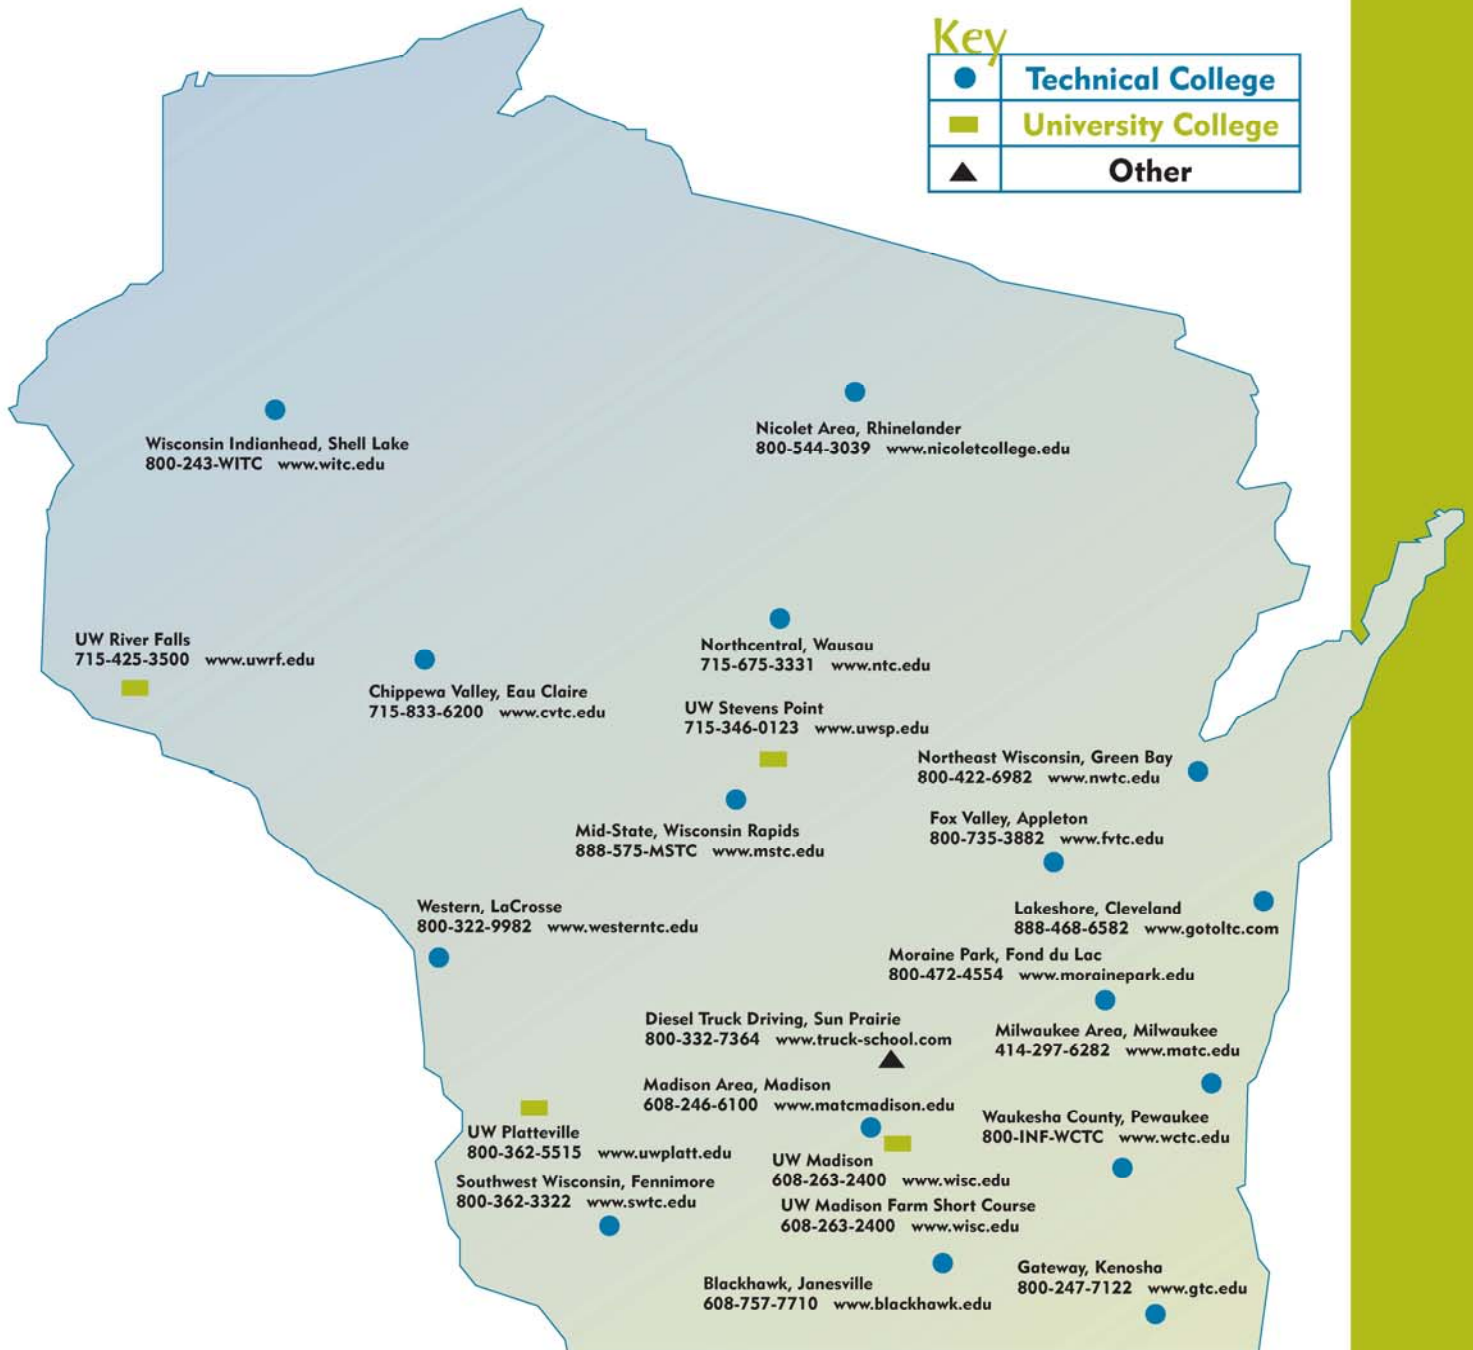 Key
Technical College
University College
Other
Wisconsin Indianhead, Shell Lake
800-243-WITC www.witc.edu
Nicolet Area, Rhinelander
800-544-3039 www.nicoletcollege.edu
UW River Falls
715-425-3500 www.uwrf.edu
Chippewa Valley, Eau Claire
715-833-6200 www.cvtc.edu
Northcentral, Wausau
715-675-3331 www.ntc.edu
UW Stevens Point
715-346-0123 www.uwsp.edu
Northeast Wisconsin, Green Bay
800-422-6982 www.nwtc.edu
Mid-State, Wisconsin Rapids
888-575-MSTC www.mstc.edu
Fox Valley, Appleton
800-735-3882 www.fvtc.edu
Western, LaCrosse
800-322-9982 www.westerntc.edu
Lakeshore, Cleveland
888-468-6582 www.gotoltc.com
Moraine Park, Fond du Lac
800-472-4554 www.morainepark.edu
Diesel Truck Driving, Sun Prairie
800-332-7364 www.truck-school.com
Milwaukee Area, Milwaukee
414-297-6282 www.matc.edu
Madison Area, Madison
608-246-6100 www.matcmadison.edu
Waukesha County, Pewaukee
800-INF-WCTC www.wctc.edu
UW Platteville
800-362-5515 www.uwplatt.edu
UW Madison
608-263-2400 www.wisc.edu
Southwest Wisconsin, Fennimore
800-362-3322 www.swtc.edu
UW Madison Farm Short Course
608-263-2400 www.wisc.edu
Blackhawk, Janesville
608-757-7710 www.blackhawk.edu
Gateway, Kenosha
800-247-7122 www.gtc.edu